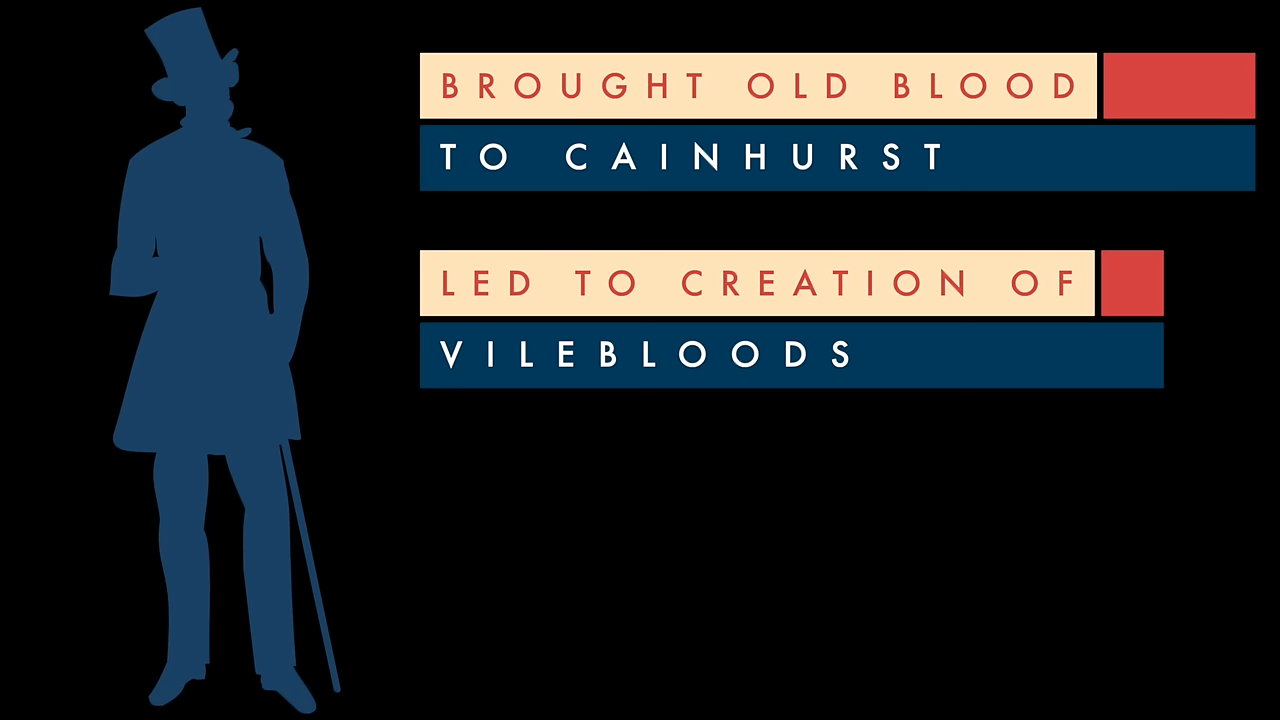 BROUGHT OLD BLOOD
TO CAINHURST
LED TO CREATION OF
VILEBLOODS